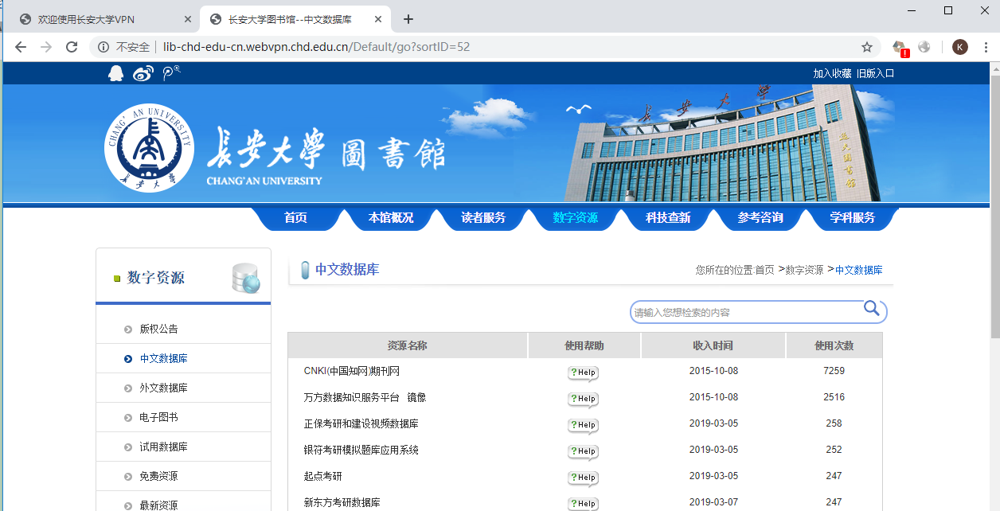 欢迎使用长安大学VPN
长安大学图书馆--中文数据库
不安全 lib-chd-edu-cn.webvpn.chd.edu.cn/Default/go?sortID=52
K
加入收藏 旧版入口
CHANG' AN UNIVERSITY
长安大学
长安大学 圖書館
CHANG'AN UNIVERSITY
长安大学
首页 本馆概况 读者服务 数字资源 科技查新 参考咨询 学科服务
数字资源
版权公告
中文数据库
外文数据库
电子图书
试用数据库
免费资源
最新资源
中文数据库
您所在的位置:首页 >数字资源 >中文数据库
请输入您想检索的内容
资源名称 使用帮助 收入时间 使用次数
CNKI(中国知网)期刊网 ?Help 2015-10-08 7259
万方数据知识服务平台 镜像 ?Help 2015-10-08 2516
正保考研和建设视频数据库 ?Help 2019-03-05 258
银符考研模拟题库应用系统 ?Help 2019-03-05 252
起点考研 ?Help 2019-03-05 247
新东方考研数据库 ?Help 2019-03-07 247